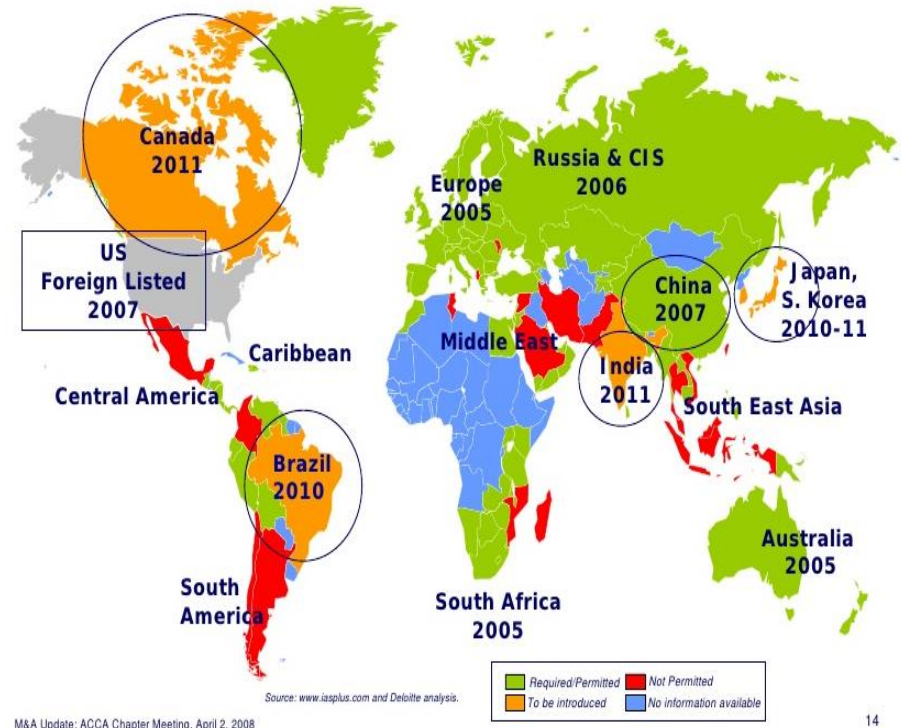 Canada
2011
Russia & CIS
2006
Europe
2005
US
Foreign Listed
2007
China
2007
Japan,
S. Korea
2010-11
Caribbean
Middle East
India
2011
Central America
South East Asia
Brazil
2010
Australia
2005
South
America
South Africa
2005
Required/Permitted
Not Permitted
To be introduced
No information available
Source: www.iasplus.com and Deloitte analysis.
M&A Update: ACCA Chapter Meeting, April 2, 2008
14